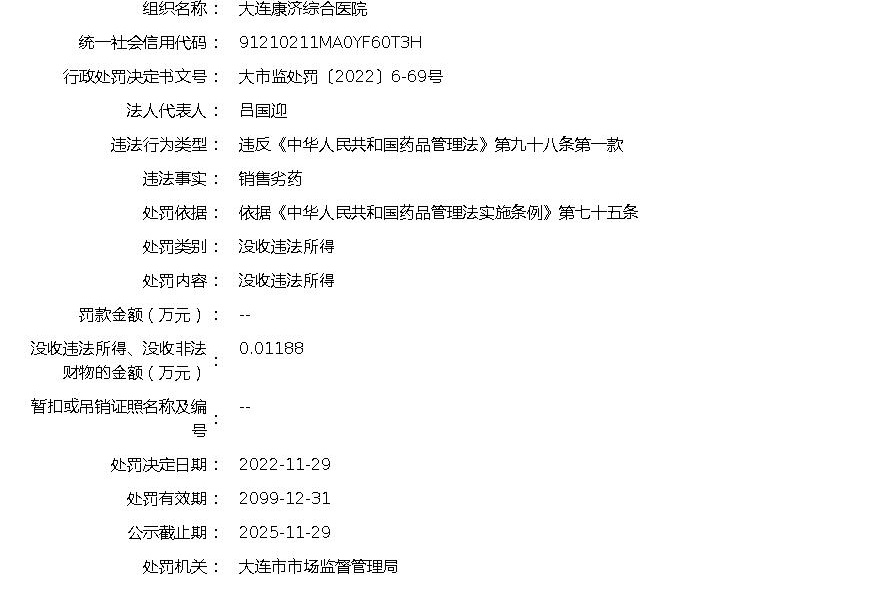 组织名称： 大连康济综合医院
统一社会信用代码： 91210211MA0YF60T3H
行政处罚决定书文号： 大市监处罚〔2022〕6-69号
法人代表人： 吕国迎
违法行为类型： 违反《中华人民共和国药品管理法》第九十八条第一款
违法事实： 销售劣药
处罚依据： 依据《中华人民共和国药品管理法实施条例》第七十五条
处罚类别： 没收违法所得
处罚内容： 没收违法所得
罚款金额（万元）： --
没收违法所得、没收非法
财物的金额（万元）： 0.01188
暂扣或吊销证照名称及编
号： --
处罚决定日期： 2022-11-29
处罚有效期： 2099-12-31
公示截止期： 2025-11-29
处罚机关： 大连市市场监督管理局